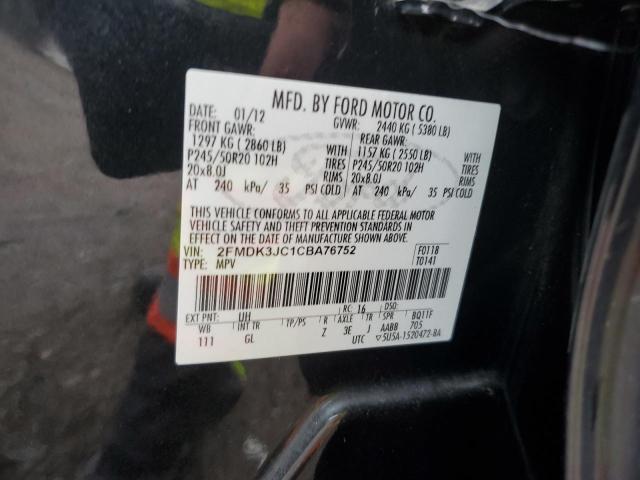 MFD. BY FORD MOTOR CO.
DATE: 01/12 GVWR: 2440 KG ( 5380 LB)
FRONT GAWR: REAR GAWR:
1297 KG ( 2860 LB) WITH 1157 KG ( 2550 LB) WITH
P245/50R20 102H TIRES P245/50R20 102H TIRES
20x8.0J RIMS 20x8.0J RIMS
AT 240 kPa/ 35 PSI COLD AT 240 kPa/ 35 PSI COLD
THIS VEHICLE CONFORMS TO ALL APPLICABLE FEDERAL MOTOR
VEHICLE SAFETY AND THEFT PREVENTION STANDARDS IN
EFFECT ON THE DATE OF MANUFACTURE SHOWN ABOVE.
VIN: 2FMDK3JC1CBA76752 F0118
TYPE: MPV T0141
EXT PNT: UH RC: 16 DSO:
WB INT TR TP/PS R AXLE TR SPR BQ11F
111 GL Z 3E J AABB 705
UTC ▽5U5A-1520472-BA